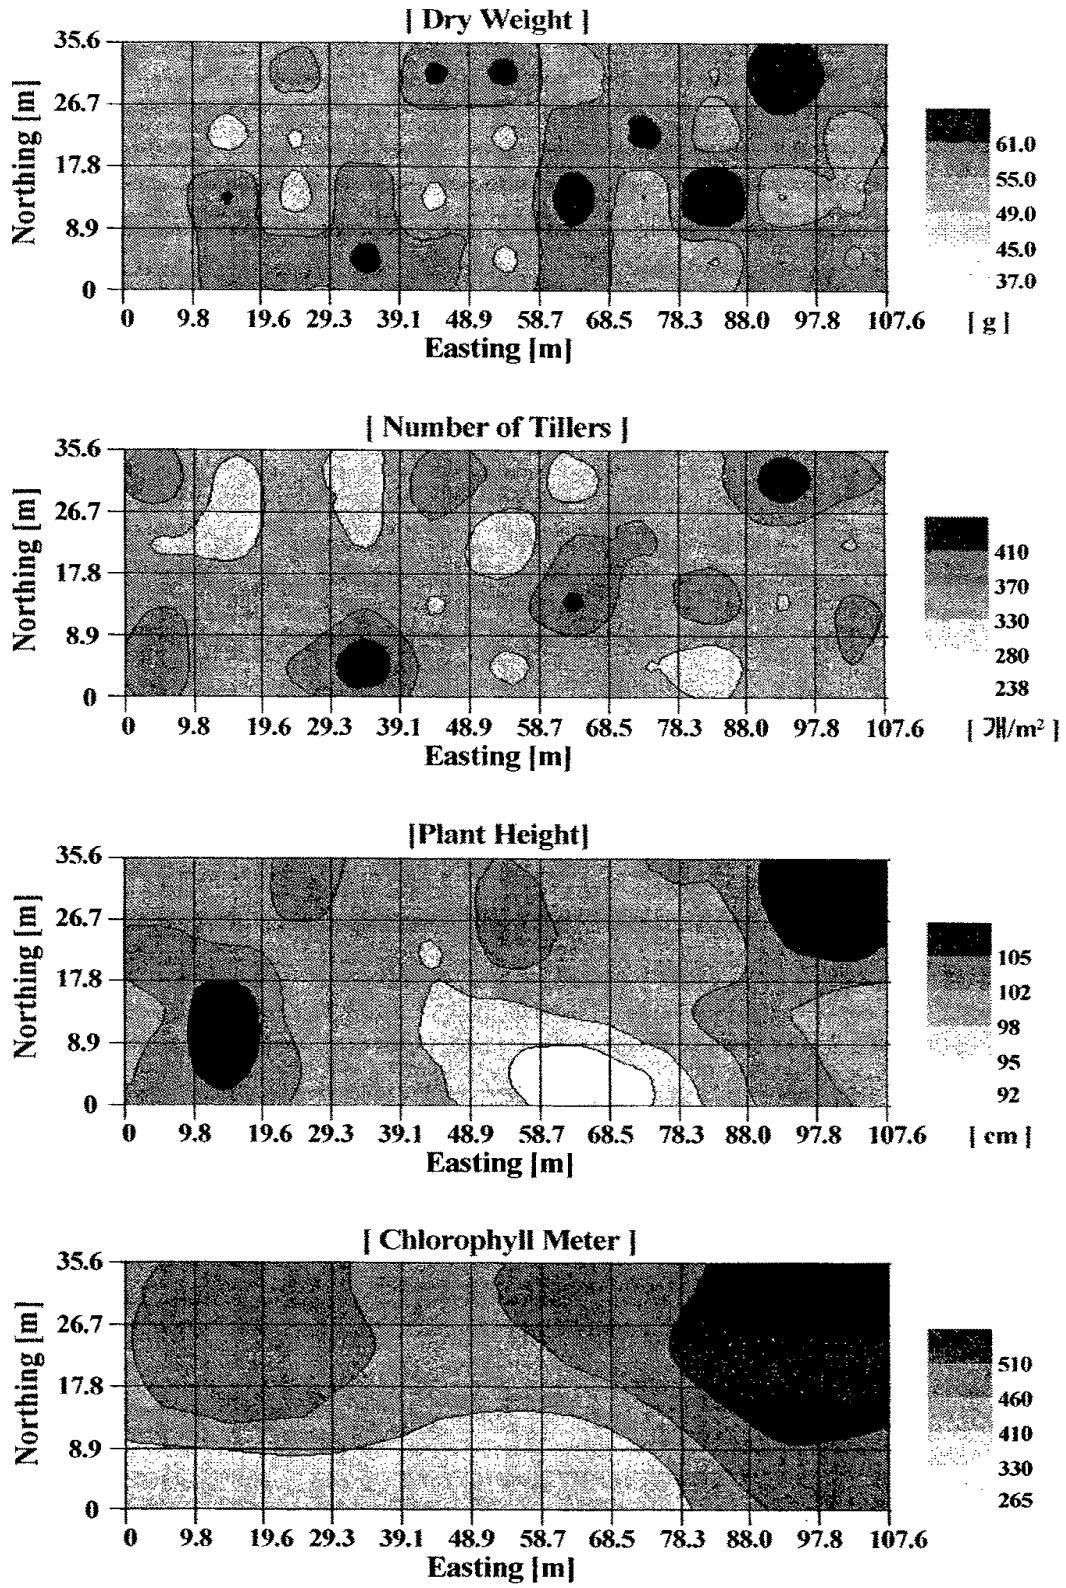 [ Dry Weight ]
35.6
26.7
17.8
8.9
0
Northing [m]
0 9.8 19.6 29.3 39.1 48.9 58.7 68.5 78.3 88.0 97.8 107.6
Easting [m]
61.0
55.0
49.0
45.0
37.0
[ g ]
[ Number of Tillers ]
35.6
26.7
17.8
8.9
0
Northing [m]
0 9.8 19.6 29.3 39.1 48.9 58.7 68.5 78.3 88.0 97.8 107.6
Easting [m]
410
370
330
280
238
[ 개/m² ]
[Plant Height]
35.6
26.7
17.8
8.9
0
Northing [m]
0 9.8 19.6 29.3 39.1 48.9 58.7 68.5 78.3 88.0 97.8 107.6
Easting [m]
105
102
98
95
92
[ cm ]
[ Chlorophyll Meter ]
35.6
26.7
17.8
8.9
0
Northing [m]
0 9.8 19.6 29.3 39.1 48.9 58.7 68.5 78.3 88.0 97.8 107.6
Easting [m]
510
460
410
330
265